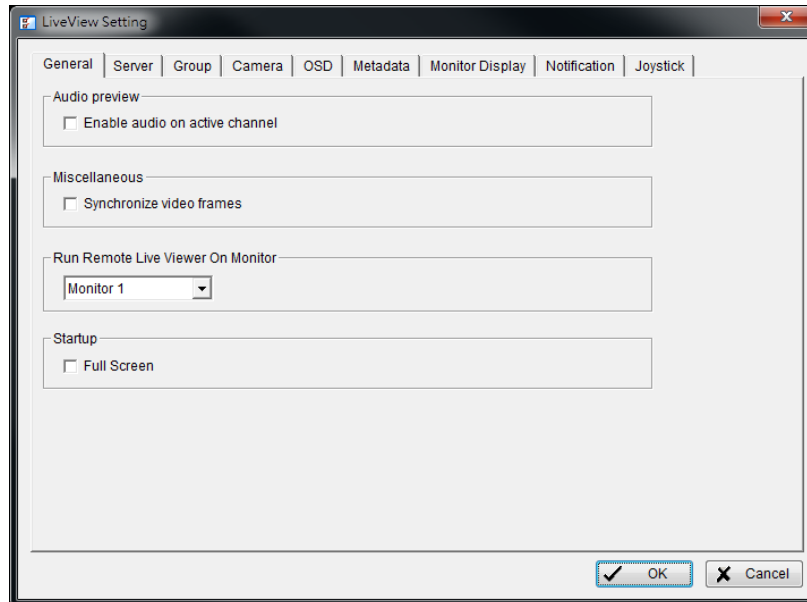 LiveView Setting
General Server Group Camera OSD Metadata Monitor Display Notification Joystick
Audio preview
Enable audio on active channel
Miscellaneous
Synchronize video frames
Run Remote Live Viewer On Monitor
Monitor 1
Startup
Full Screen
OK Cancel